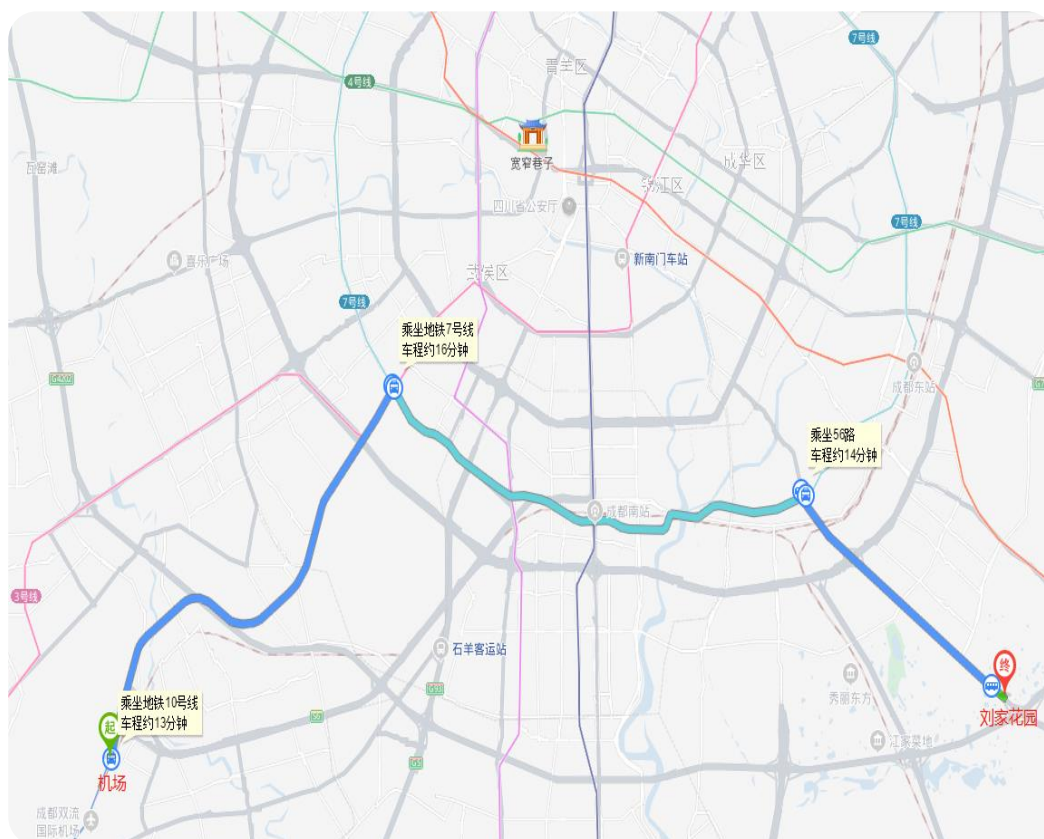 7号线
青羊区
4号线
宽窄巷子
成华区
瓦窑滩
锦江区
四川省公安厅
7号线
喜乐广场
武侯区
新南门车站
7号线
乘坐地铁7号线
车程约16分钟
成都东站
乘坐56路
车程约14分钟
成都南站
3号线
石羊客运站
秀丽东方
终
乘坐地铁10号线
车程约13分钟
起
刘家花园
江家菜地
机场
成都双流
国际机场